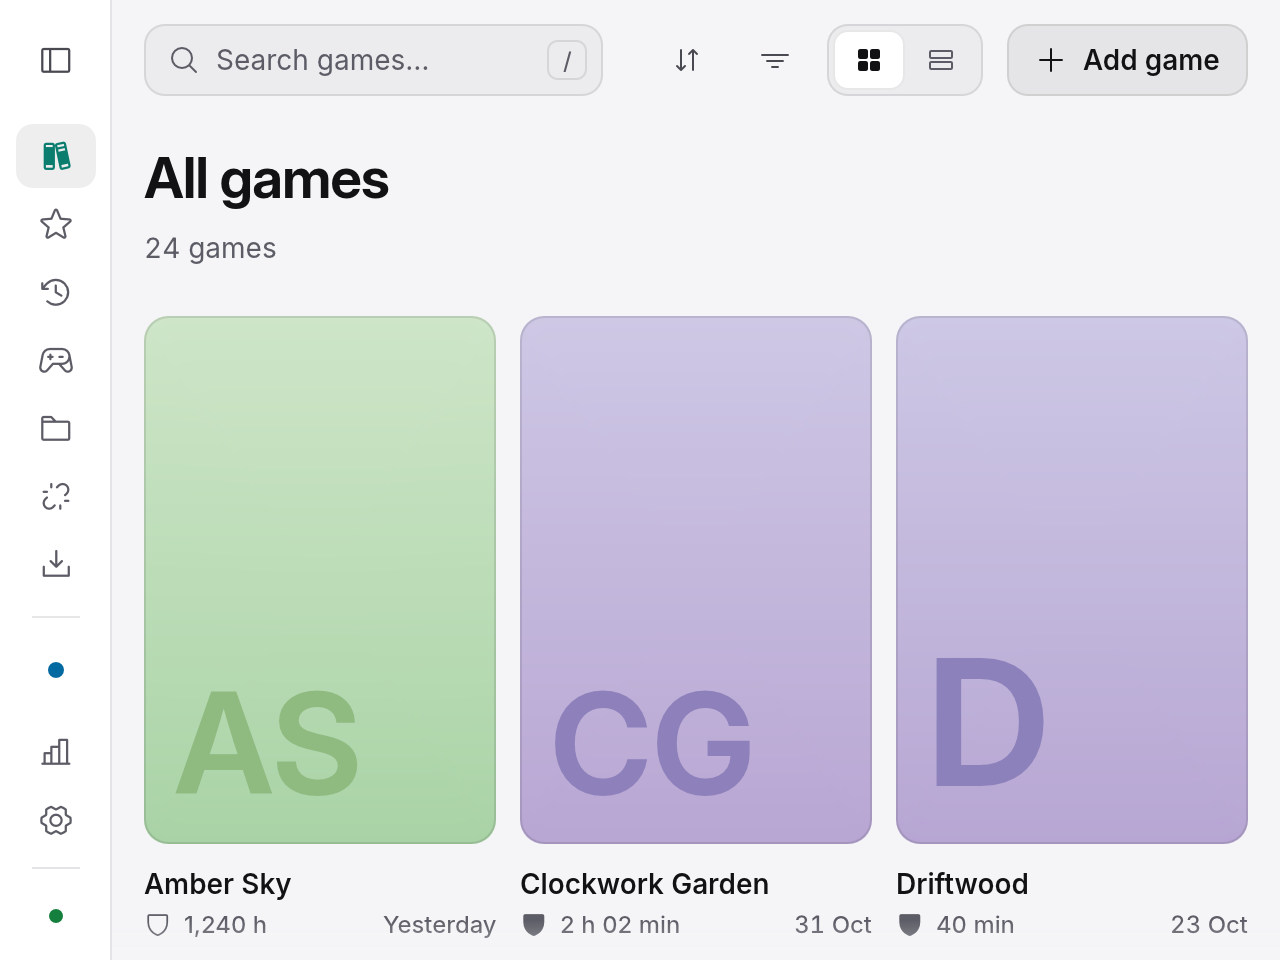 Search games... /
Add game
All games
24 games
AS
CG
D
Amber Sky
1,240 h Yesterday
Clockwork Garden
2 h 02 min 31 Oct
Driftwood
40 min 23 Oct